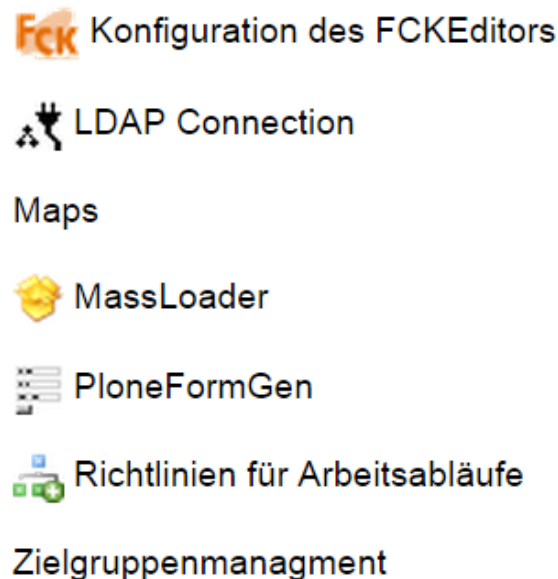 Fck Konfiguration des FCKEditors
LDAP Connection
Maps
MassLoader
PloneFormGen
Richtlinien für Arbeitsabläufe
Zielgruppenmanagment